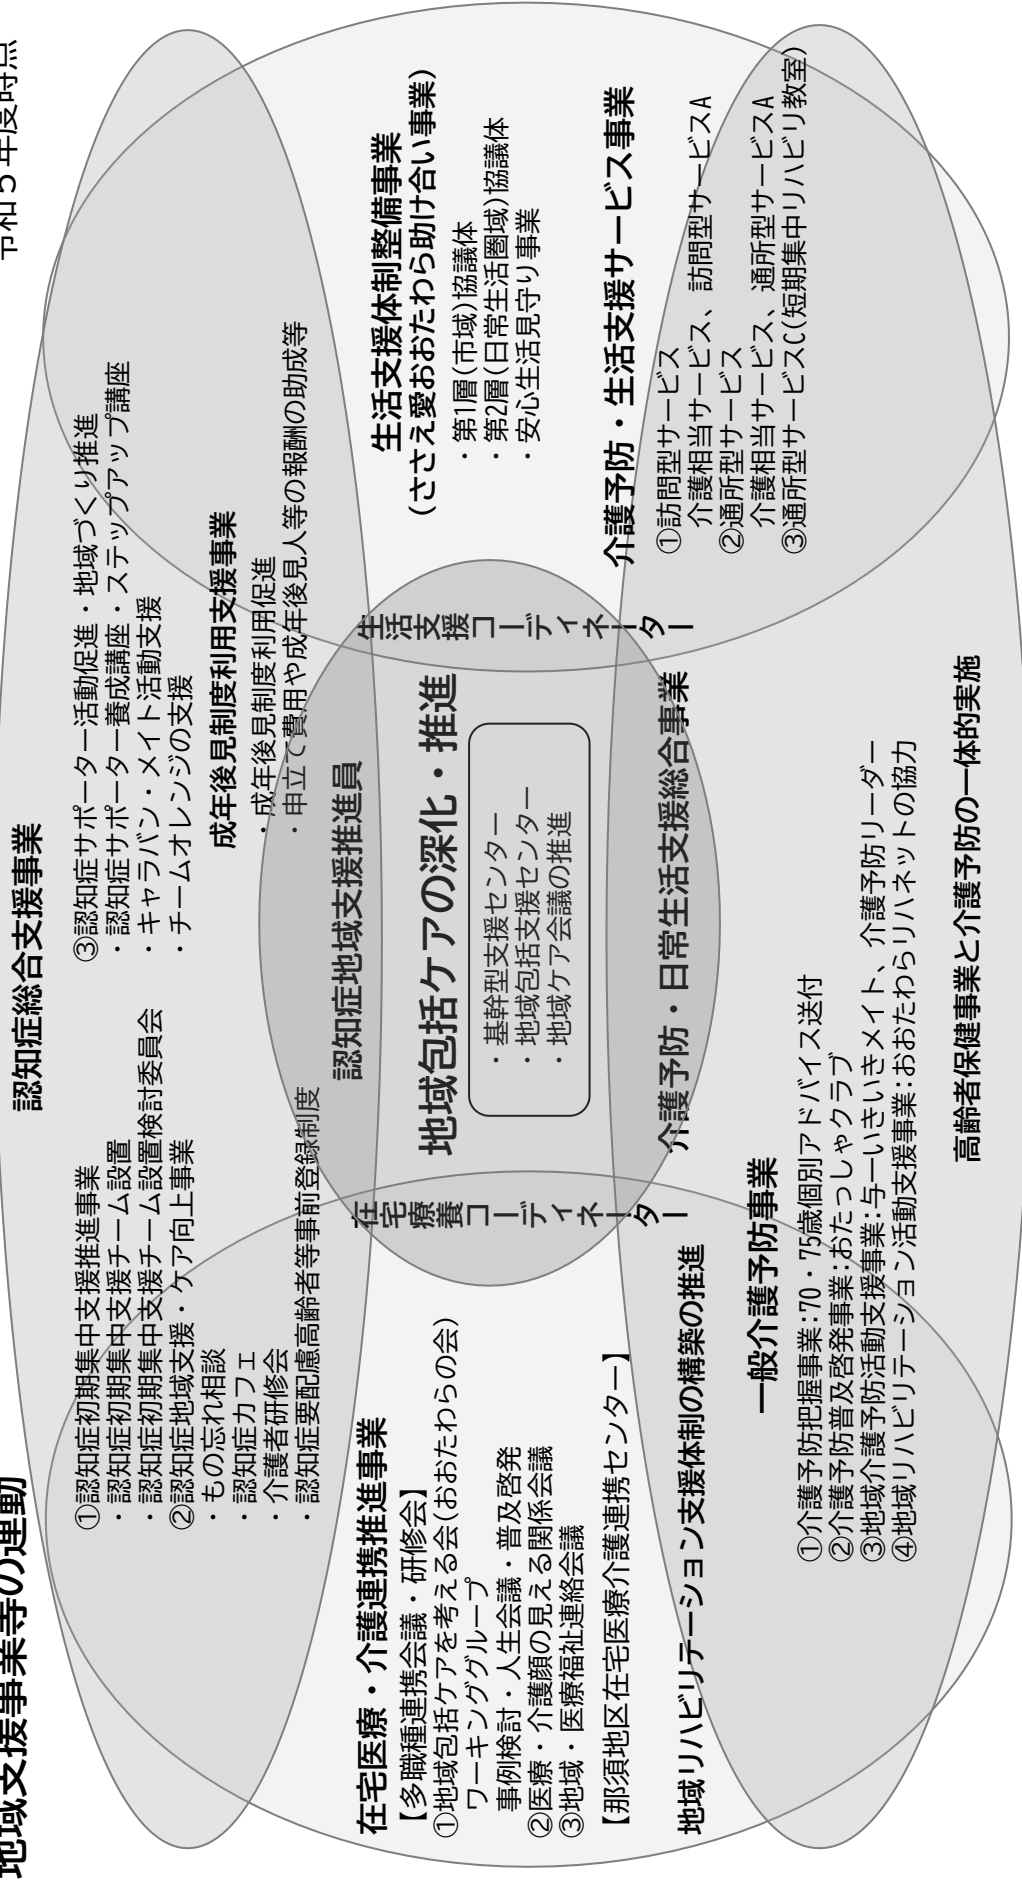 地域支援事業等の連動
令和５年度時点
認知症総合支援事業
①認知症初期集中支援推進事業
・認知症初期集中支援チーム設置
・認知症初期集中支援チーム設置検討委員会
②認知症地域支援・ケア向上事業
・もの忘れ相談
・認知症カフェ
・介護者研修会
・認知症要配慮高齢者等事前登録制度
③認知症サポーター活動促進・地域づくり推進
・認知症サポーター養成講座・ステップアップ講座
・キャラバン・メイト活動支援
・チームオレンジの支援
成年後見制度利用支援事業
・成年後見制度利用促進
・申立て費用や成年後見人等の報酬の助成等
認知症地域支援推進員
在宅医療・介護連携推進事業
【多職種連携会議・研修会】
①地域包括ケアを考える会(おおたわらの会)
ワーキンググループ
事例検討・人生会議・普及啓発
②医療・介護顔の見える関係会議
③地域・医療福祉連絡会議
【那須地区在宅医療介護連携センター】
在宅療養コーディネーター
地域包括ケアの深化・推進
・基幹型支援センター
・地域包括支援センター
・地域ケア会議の推進
生活支援コーディネーター
生活支援体制整備事業
(ささえ愛おおたわら助け合い事業)
・第1層(市域)協議体
・第2層(日常生活圏域)協議体
・安心生活見守り事業
介護予防・生活支援サービス事業
①訪問型サービス
介護相当サービス、訪問型サービスA
②通所型サービス
介護相当サービス、通所型サービスA
③通所型サービスC(短期集中リハビリ教室)
介護予防・日常生活支援総合事業
地域リハビリテーション支援体制の構築の推進
一般介護予防事業
①介護予防把握事業:70・75歳個別アドバイス送付
②介護予防普及啓発事業:おたっしゃクラブ
③地域介護予防活動支援事業:与一いきいきメイト、介護予防リーダー
④地域リハビリテーション活動支援事業:おおたわらリハネットの協力
高齢者保健事業と介護予防の一体的実施